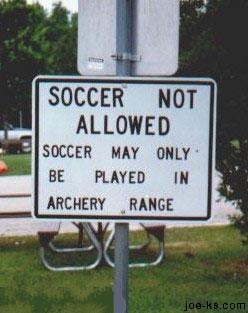 SOCCER NOT
ALLOWED
SOCCER MAY ONLY
BE PLAYED IN
ARCHERY RANGE
joe-ks.com